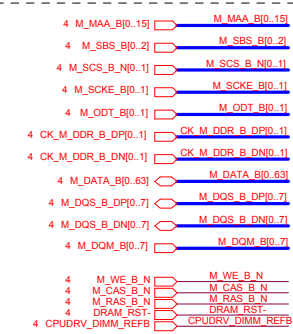 4 M_MAA_B[0..15] M_MAA_B[0..15]
4 M_SBS_B[0..2] M_SBS_B[0..2]
4 M_SCS_B_N[0..1] M_SCS_B_N[0..1]
4 M_SCKE_B[0..1] M_SCKE_B[0..1]
4 M_ODT_B[0..1] M_ODT_B[0..1]
4 CK_M_DDR_B_DP[0..1] CK_M_DDR_B_DP[0..1]
4 CK_M_DDR_B_DN[0..1] CK_M_DDR_B_DN[0..1]
4 M_DATA_B[0..63] M_DATA_B[0..63]
4 M_DQS_B_DP[0..7] M_DQS_B_DP[0..7]
4 M_DQS_B_DN[0..7] M_DQS_B_DN[0..7]
4 M_DQM_B[0..7] M_DQM_B[0..7]
4 M_WE_B_N M_WE_B_N
4 M_CAS_B_N M_CAS_B_N
4 M_RAS_B_N M_RAS_B_N
4 DRAM_RST- DRAM_RST-
4 CPUDRV_DIMM_REFB CPUDRV_DIMM_REFB